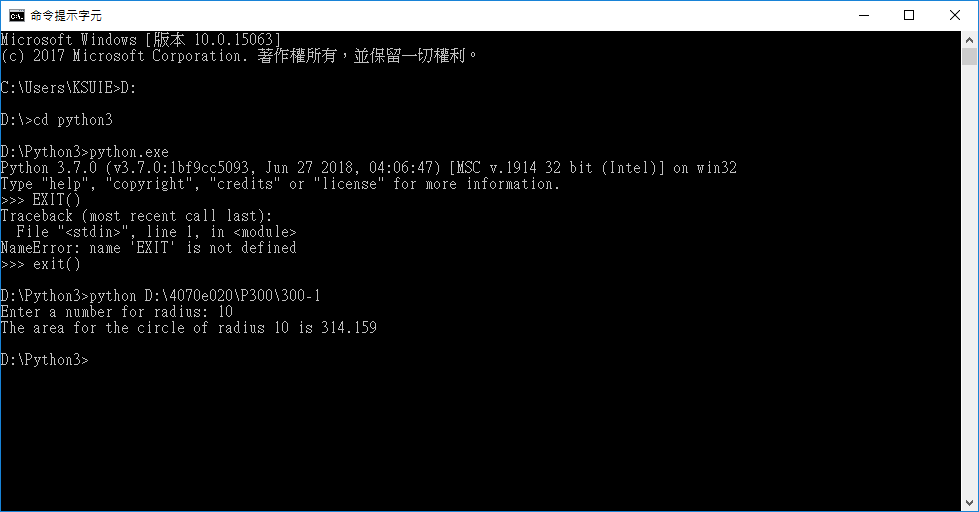 命令提示字元
Microsoft Windows [版本 10.0.15063]
(c) 2017 Microsoft Corporation. 著作權所有，並保留一切權利。
C:\Users\KSUIE>D:
D:\>cd python3
D:\Python3>python.exe
Python 3.7.0 (v3.7.0:1bf9cc5093, Jun 27 2018, 04:06:47) [MSC v.1914 32 bit (Intel)] on win32
Type "help", "copyright", "credits" or "license" for more information.
>>> EXIT()
Traceback (most recent call last):
  File "<stdin>", line 1, in <module>
NameError: name 'EXIT' is not defined
>>> exit()
D:\Python3>python D:\4070e020\P300\300-1
Enter a number for radius: 10
The area for the circle of radius 10 is 314.159
D:\Python3>